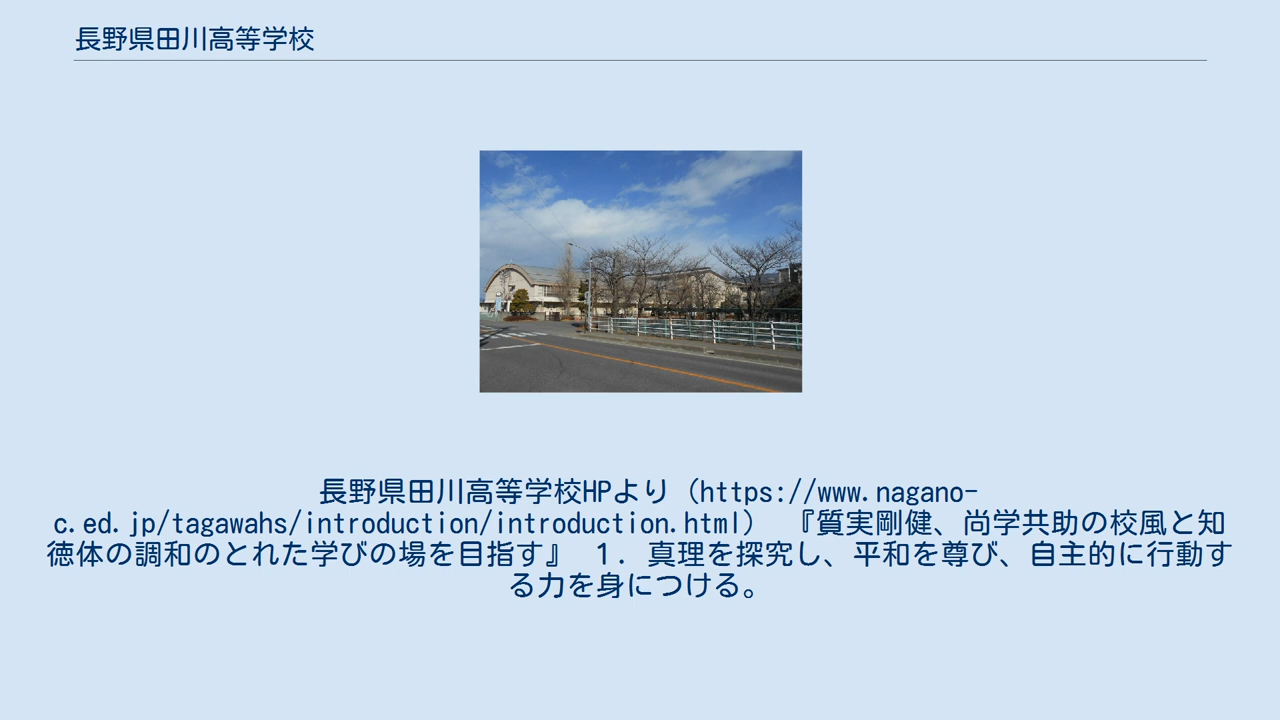 長野県田川高等学校
長野県田川高等学校HPより（https://www.nagano-
c.ed.jp/tagawahs/introduction/introduction.html） 『質実剛健、尚学共助の校風と知
徳体の調和のとれた学びの場を目指す』 １．真理を探究し、平和を尊び、自主的に行動す
る力を身につける。